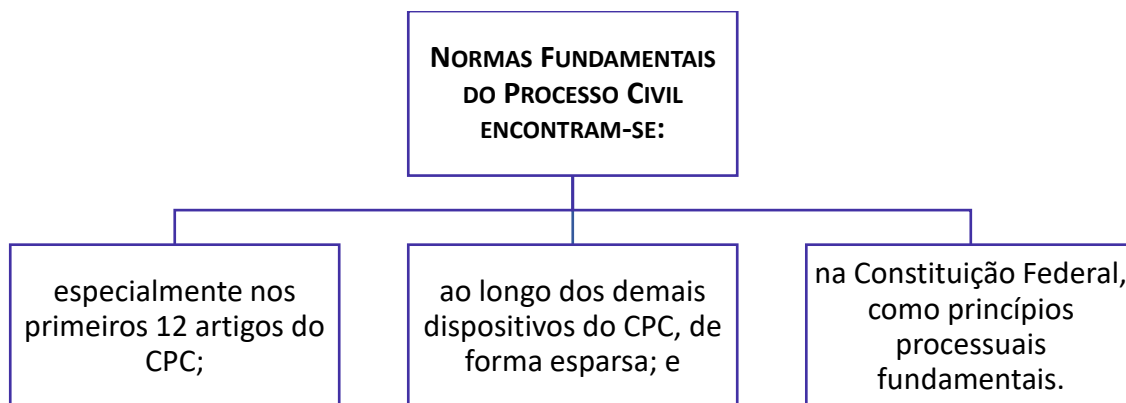 NORMAS FUNDAMENTAIS
DO PROCESSO CIVIL
ENCONTRAM-SE:
especialmente nos
primeiros 12 artigos do
CPC;
ao longo dos demais
dispositivos do CPC, de
forma esparsa; e
na Constituição Federal,
como princípios
processuais
fundamentais.